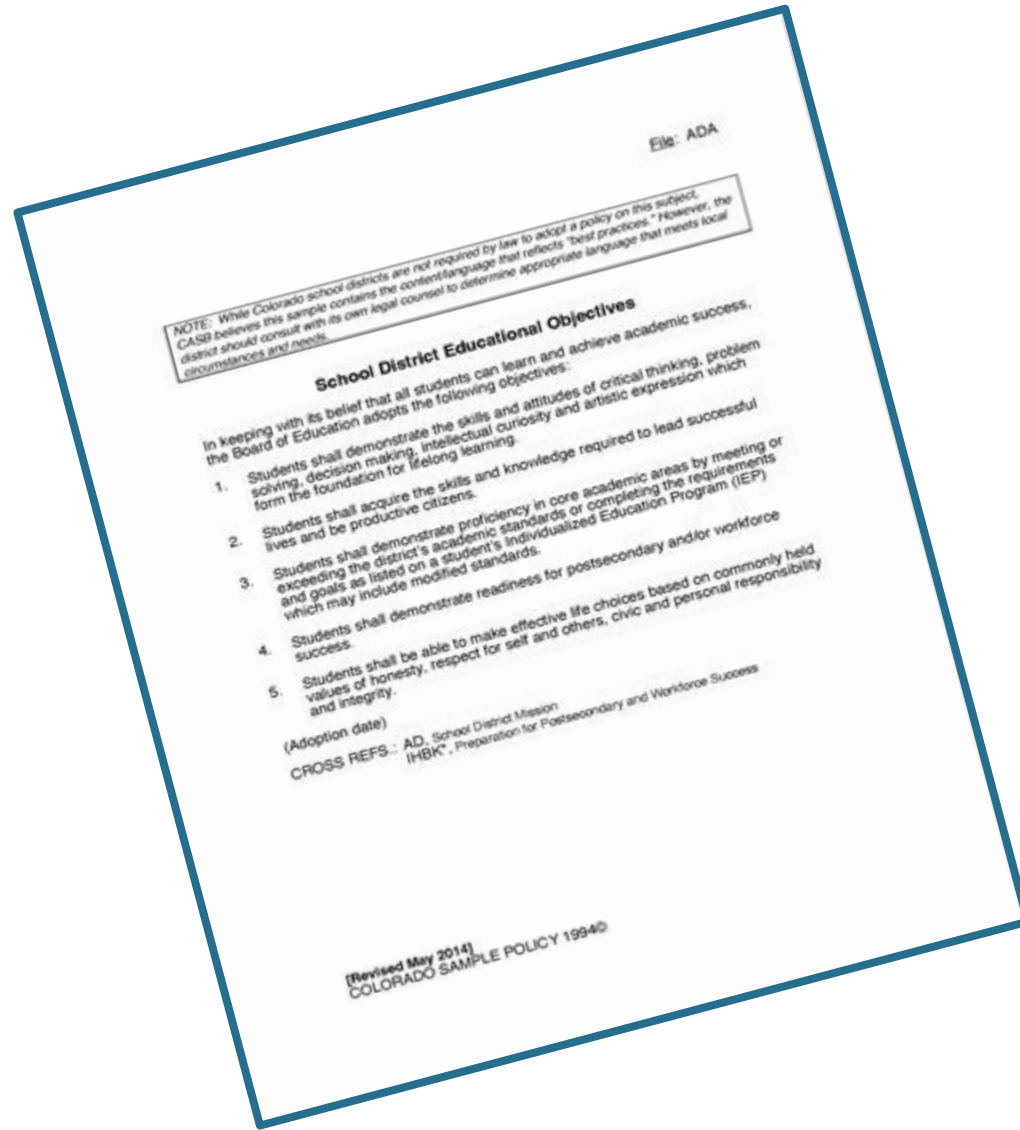 File: ADA
NOTE: While Colorado school districts are not required by law to adopt a policy on this subject,
CASB believes this sample contains the content/language that reflects "best practices." However, the
district should consult with its own legal counsel to determine appropriate language that meets local
circumstances and needs.
School District Educational Objectives
In keeping with its belief that all students can learn and achieve academic success,
the Board of Education adopts the following objectives:
1. Students shall demonstrate the skills and attitudes of critical thinking, problem
solving, decision making, intellectual curiosity and artistic expression which
form the foundation for lifelong learning.
2. Students shall acquire the skills and knowledge required to lead successful
lives and be productive citizens.
3. Students shall demonstrate proficiency in core academic areas by meeting or
exceeding the district's academic standards or completing the requirements
and goals as listed on a student's Individualized Education Program (IEP)
which may include modified standards.
4. Students shall demonstrate readiness for postsecondary and/or workforce
success.
5. Students shall be able to make effective life choices based on commonly held
values of honesty, respect for self and others, civic and personal responsibility
and integrity.
(Adoption date)
CROSS REFS.: AD, School District Mission
IHBK*, Preparation for Postsecondary and Workforce Success
[Revised May 2014]
COLORADO SAMPLE POLICY 1994©